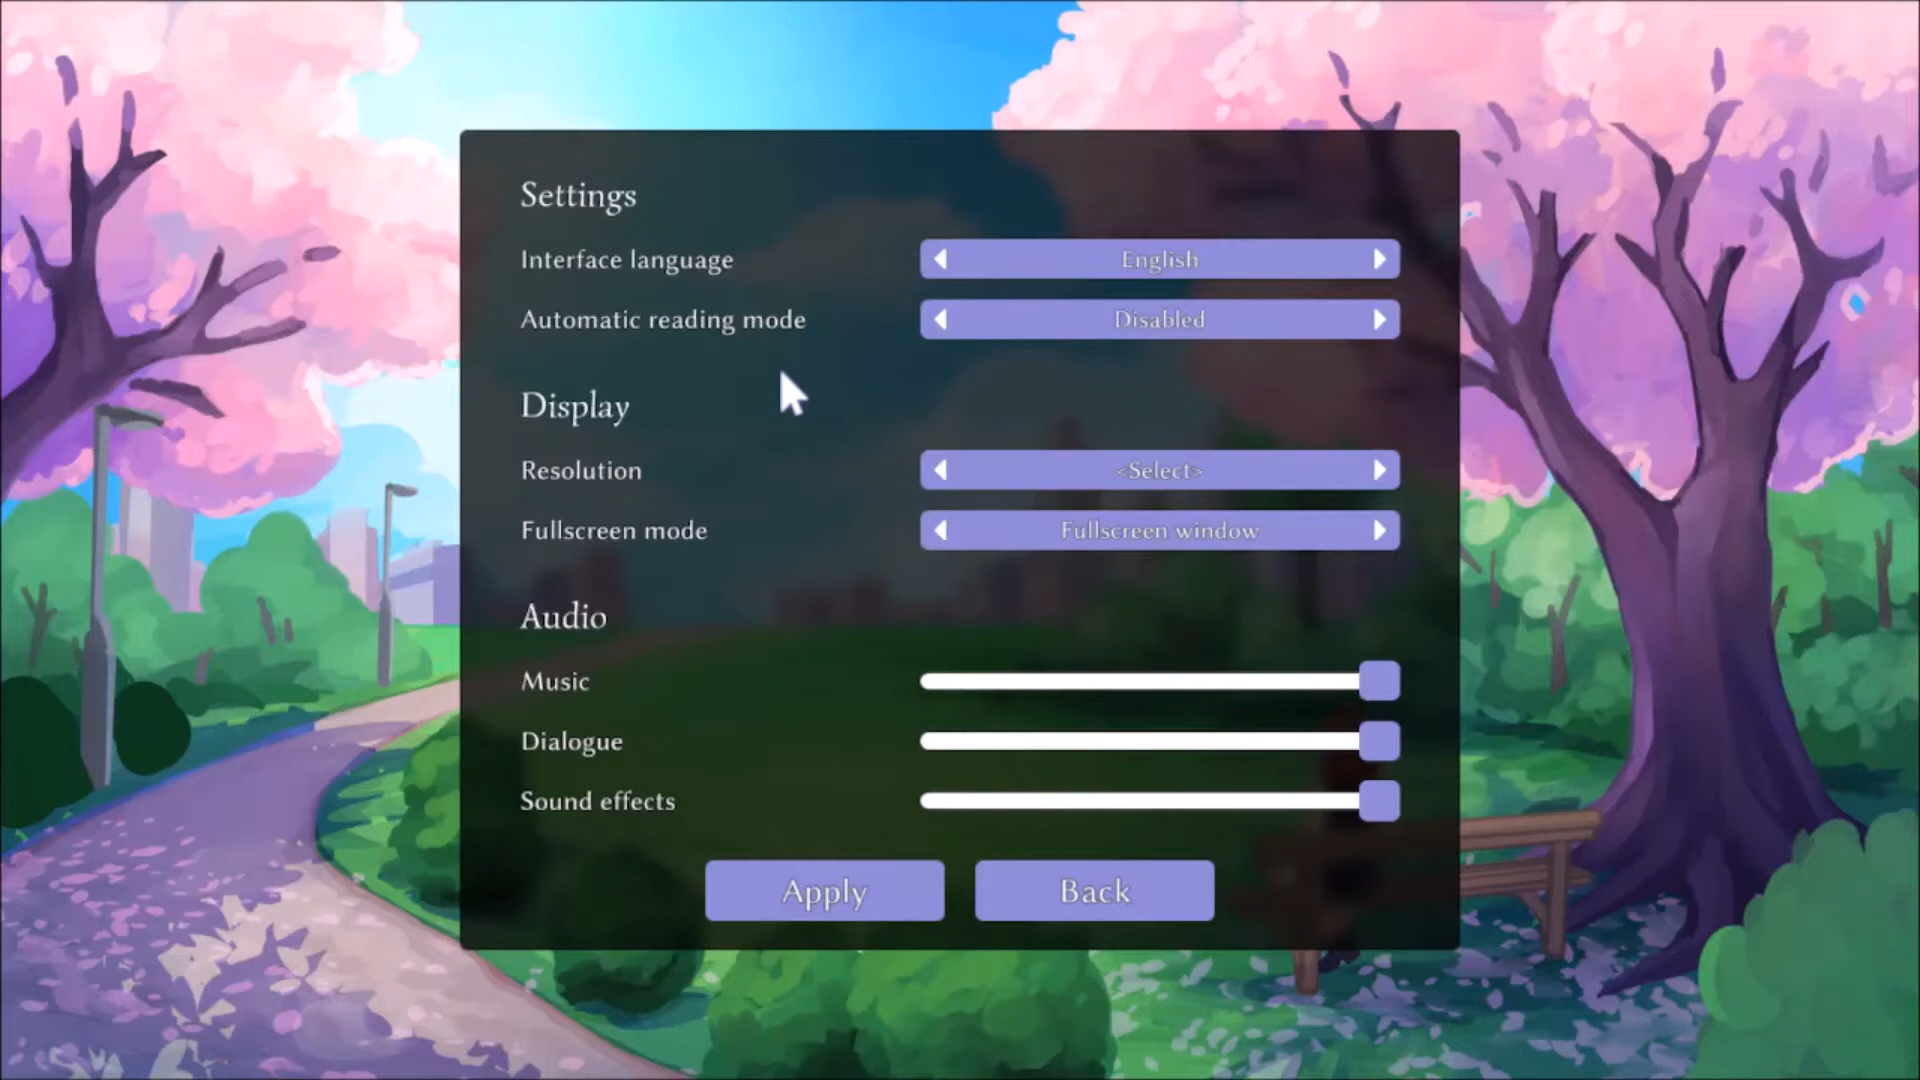 Settings
Interface language English
Automatic reading mode Disabled
Display
Resolution <Select>
Fullscreen mode Fullscreen window
Audio
Music
Dialogue
Sound effects
Apply Back